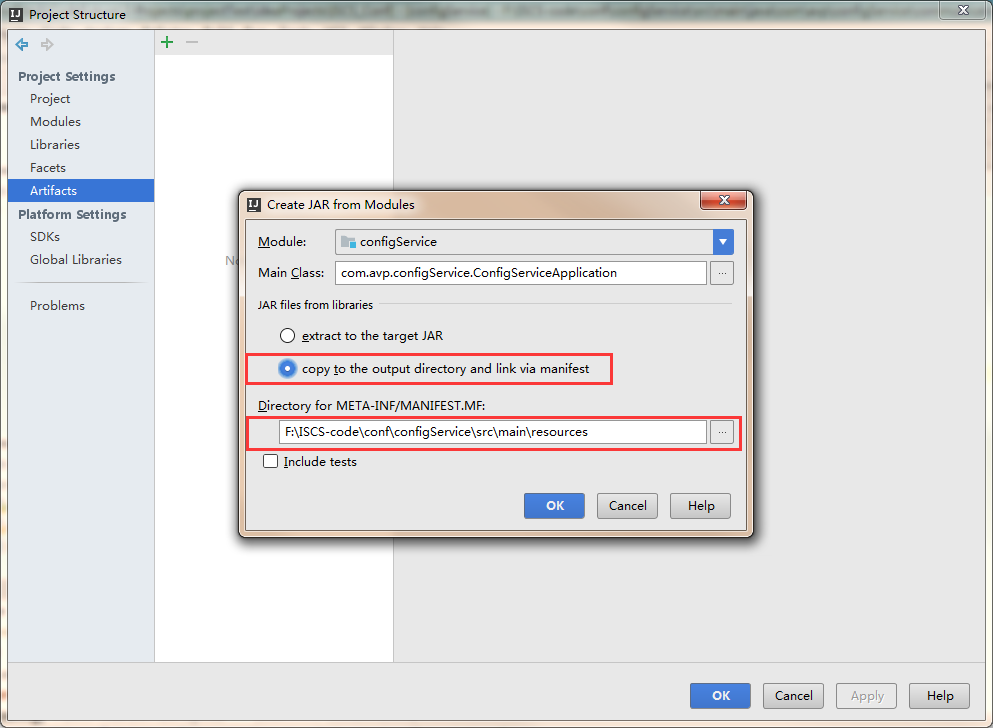 Project Structure
Project Settings
Project
Modules
Libraries
Facets
Artifacts
Platform Settings
SDKs
Global Libraries
Problems
Create JAR from Modules
Module: configService
Main Class: com.avp.configService.ConfigServiceApplication ...
JAR files from libraries
extract to the target JAR
copy to the output directory and link via manifest
Directory for META-INF/MANIFEST.MF:
F:\ISCS-code\conf\configService\src\main\resources ...
Include tests
OK Cancel Help
OK Cancel Apply Help